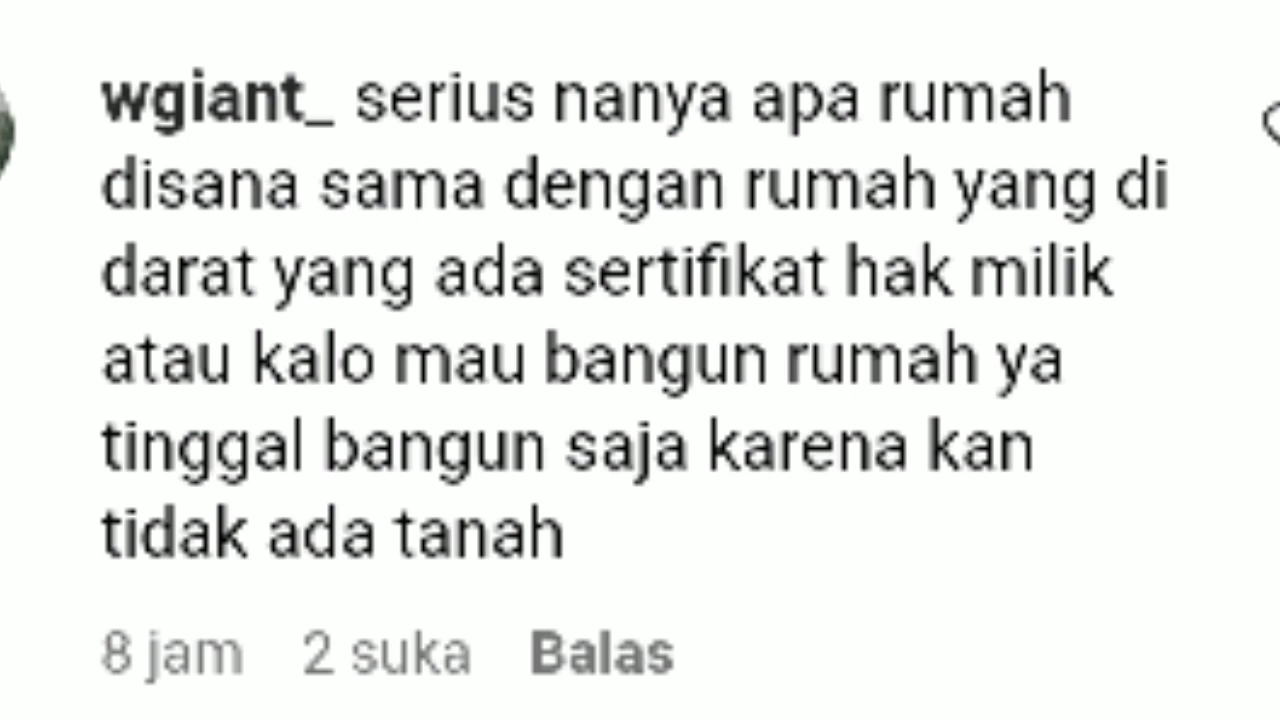 wgiant_ serius nanya apa rumah
disana sama dengan rumah yang di
darat yang ada sertifikat hak milik
atau kalo mau bangun rumah ya
tinggal bangun saja karena kan
tidak ada tanah
8 jam 2 suka Balas